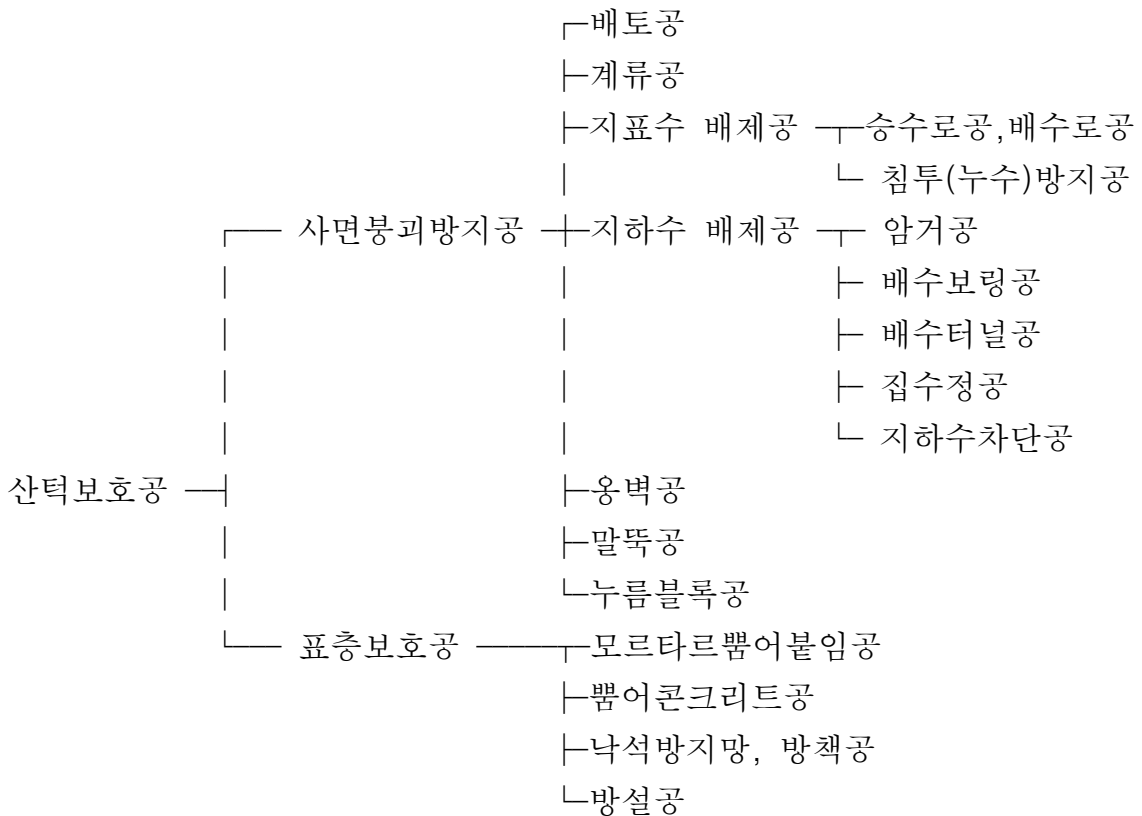 ┌─배토공
├─계류공
├─지표수 배제공 ─┬─승수로공,배수로공
│ └─ 침투(누수)방지공
┌── 사면붕괴방지공 ─┼─지하수 배제공 ─┬─ 암거공
│ │ ├─ 배수보링공
│ │ ├─ 배수터널공
│ │ ├─ 집수정공
│ │ └─ 지하수차단공
산턱보호공 ─┤ ├─옹벽공
│ ├─말뚝공
│ └─누름블록공
└── 표층보호공 ────┬─모르타르뿜어붙임공
├─뿜어콘크리트공
├─낙석방지망, 방책공
└─방설공